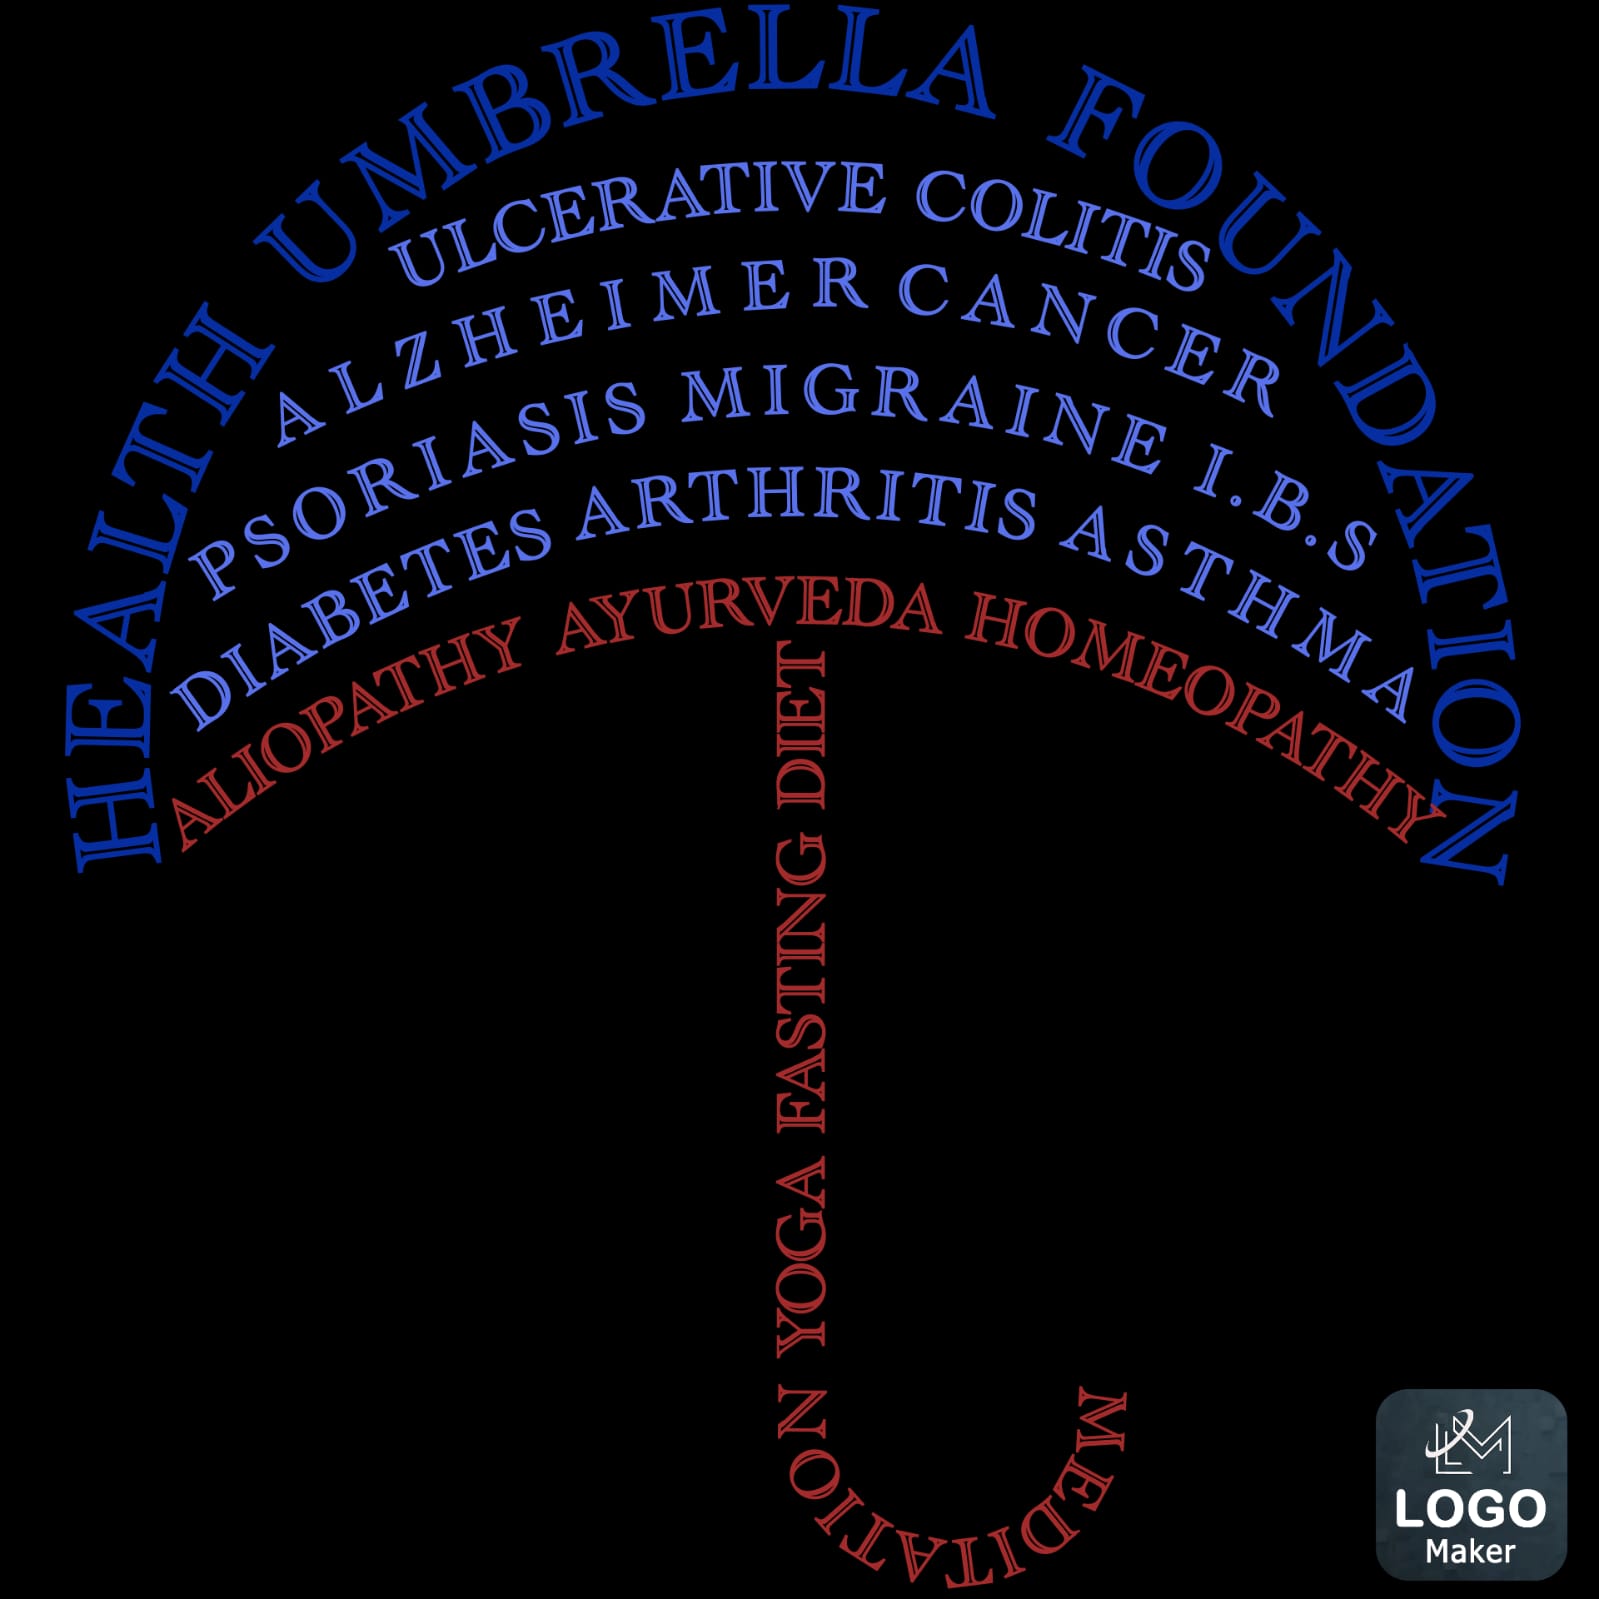 HEALTH UMBRELLA FOUNDATION
ULCERATIVE COLITIS
ALZHEIMER CANCER
PSORIASIS MIGRAINE I.B.S
DIABETES ARTHRITIS ASTHMA
ALIOPATHY AYURVEDA HOMEOPATHY
MEDITATION YOGA FASTING DIET
LM
LOGO
Maker